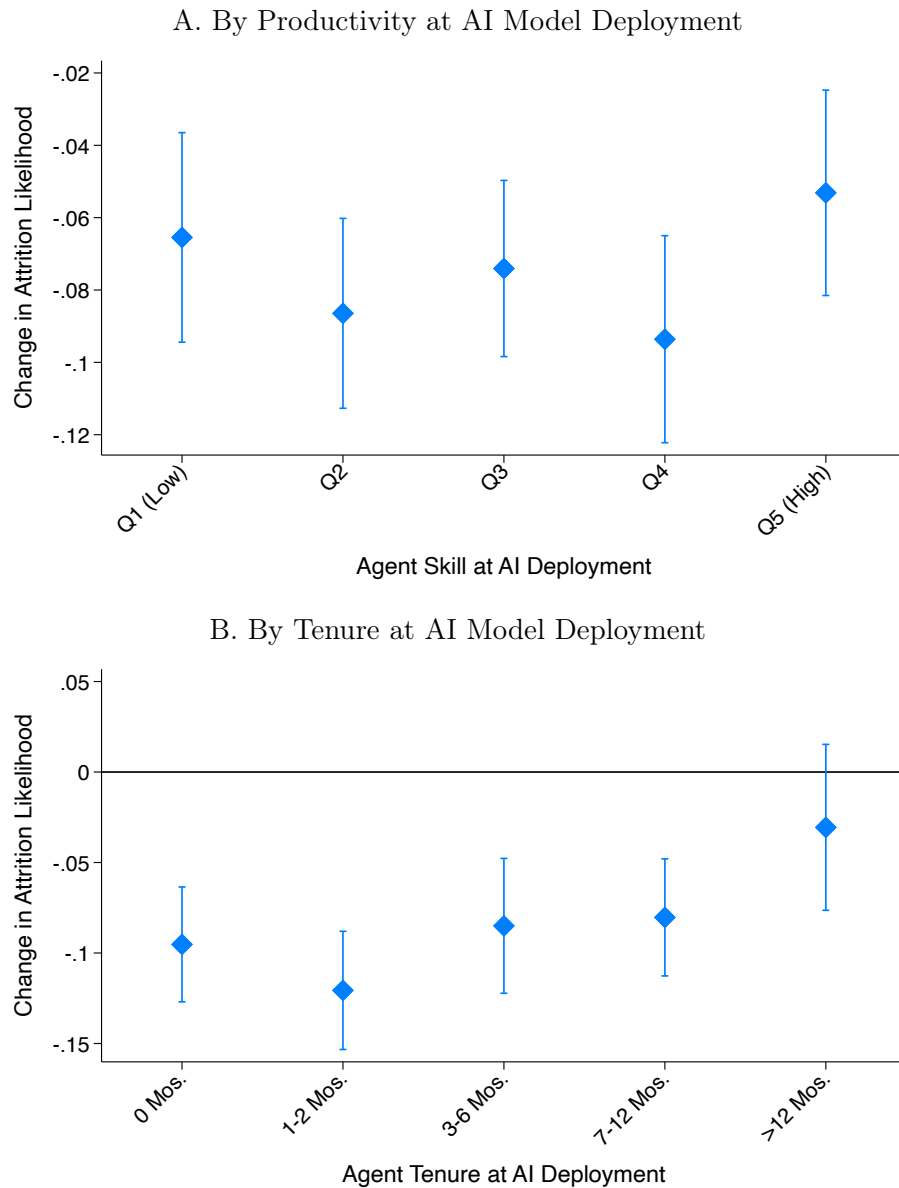 A. By Productivity at AI Model Deployment
-.02
-.04
-.06
-.08
-.1
-.12
Change in Attrition Likelihood
Q1 (Low)
Q2
Q3
Q4
Q5 (High)
Agent Skill at AI Deployment
B. By Tenure at AI Model Deployment
.05
0
-.05
-.1
-.15
Change in Attrition Likelihood
0 Mos.
1-2 Mos.
3-6 Mos.
7-12 Mos.
>12 Mos.
Agent Tenure at AI Deployment